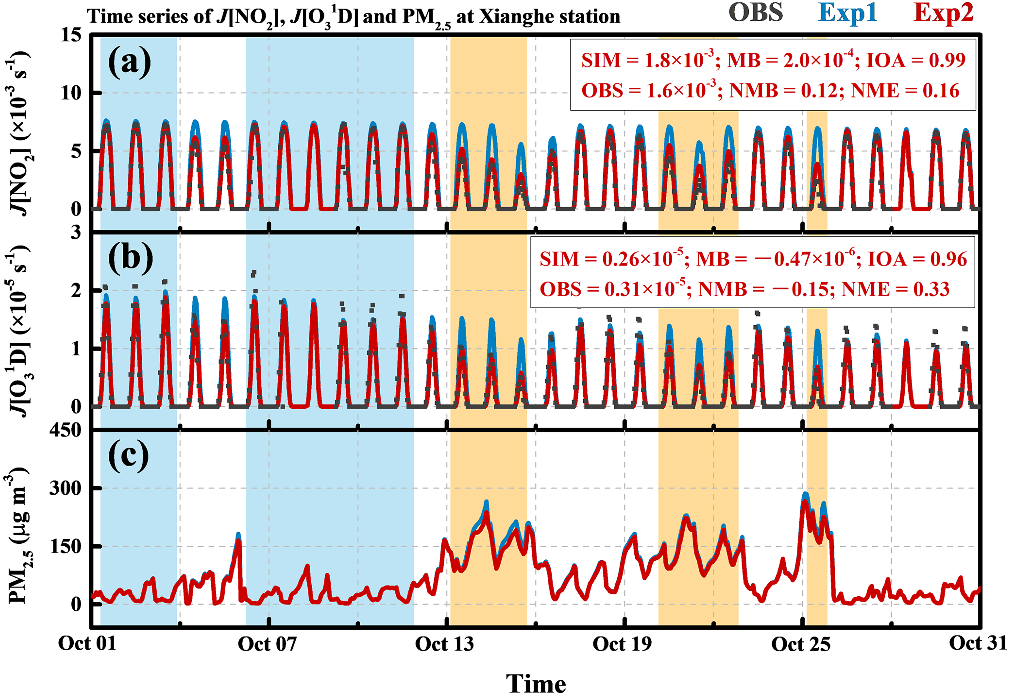 Time series of J[NO₂], J[O₃¹D] and PM₂.₅ at Xianghe station
OBS Exp1 Exp2
(a)
SIM = 1.8×10⁻³; MB = 2.0×10⁻⁴; IOA = 0.99
OBS = 1.6×10⁻³; NMB = 0.12; NME = 0.16
J[NO₂] (×10⁻³ s⁻¹)
15
10
5
0
(b)
SIM = 0.26×10⁻⁵; MB = −0.47×10⁻⁶; IOA = 0.96
OBS = 0.31×10⁻⁵; NMB = −0.15; NME = 0.33
J[O₃¹D] (×10⁻⁵ s⁻¹)
3
2
1
0
(c)
PM₂.₅ (μg m⁻³)
450
300
150
0
Oct 01 Oct 07 Oct 13 Oct 19 Oct 25 Oct 31
Time